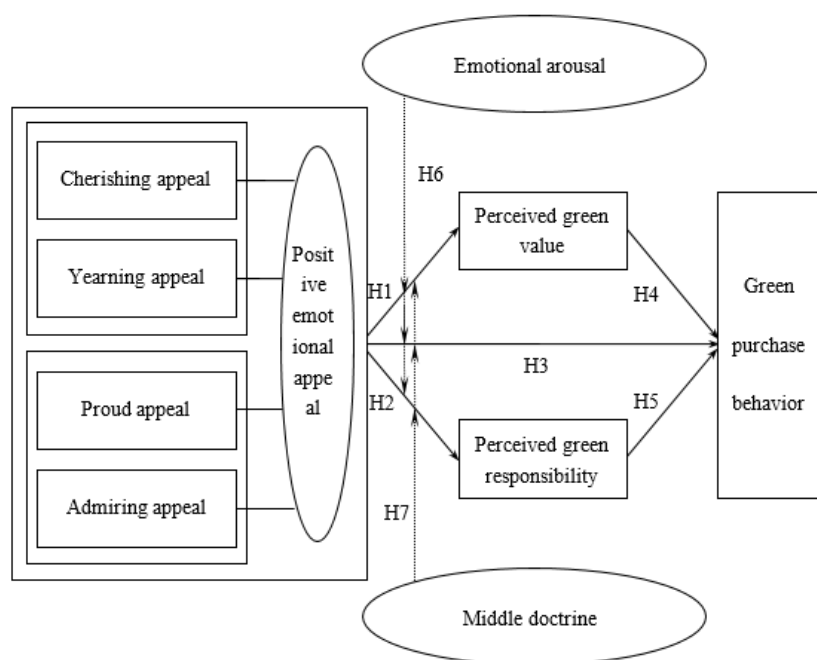 Emotional arousal
Cherishing appeal
Yearning appeal
Proud appeal
Admiring appeal
Posit
ive
emot
ional
appe
al
H6
H1
H2
H7
Perceived green
value
H4
H3
H5
Perceived green
responsibility
Green
purchase
behavior
Middle doctrine